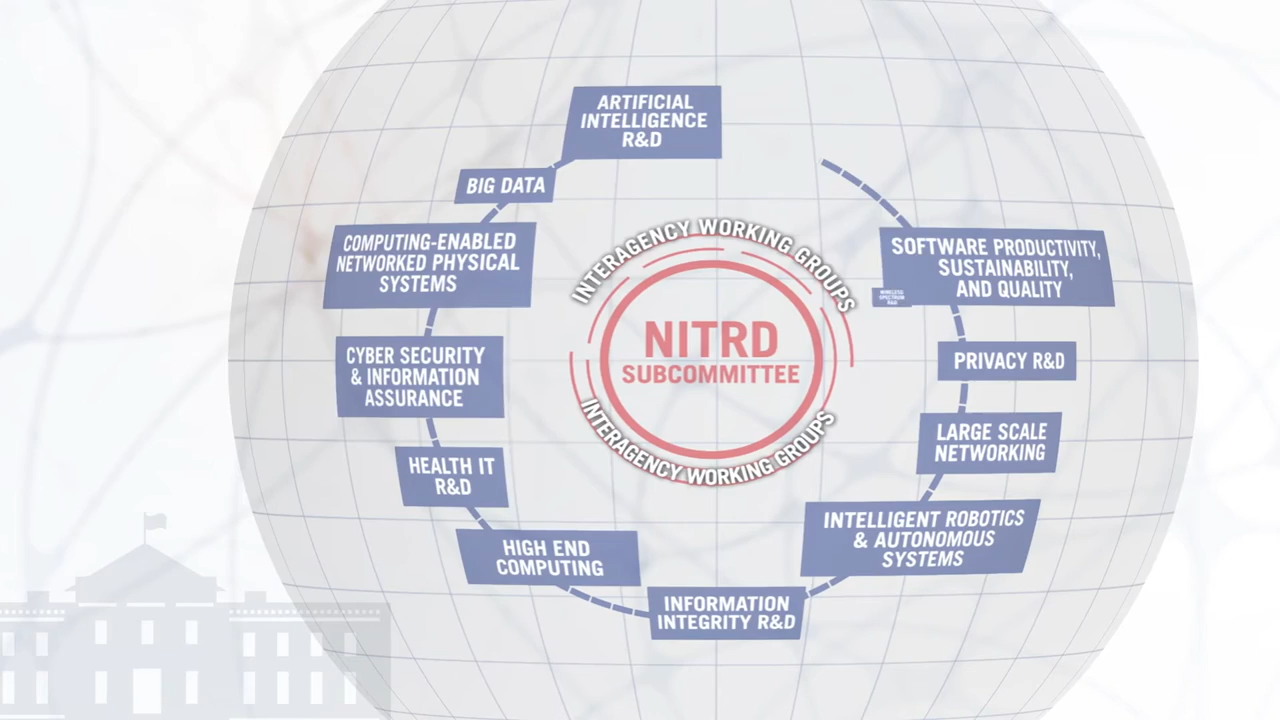 ARTIFICIAL
INTELLIGENCE
R&D
BIG DATA
COMPUTING-ENABLED
NETWORKED PHYSICAL
SYSTEMS
CYBER SECURITY
& INFORMATION
ASSURANCE
HEALTH IT
R&D
HIGH END
COMPUTING
INFORMATION
INTEGRITY R&D
INTELLIGENT ROBOTICS
& AUTONOMOUS
SYSTEMS
LARGE SCALE
NETWORKING
PRIVACY R&D
SOFTWARE PRODUCTIVITY,
SUSTAINABILITY,
AND QUALITY
WIRELESS
SPECTRUM
R&D
INTERAGENCY WORKING GROUPS
NITRD
SUBCOMMITTEE
INTERAGENCY WORKING GROUPS